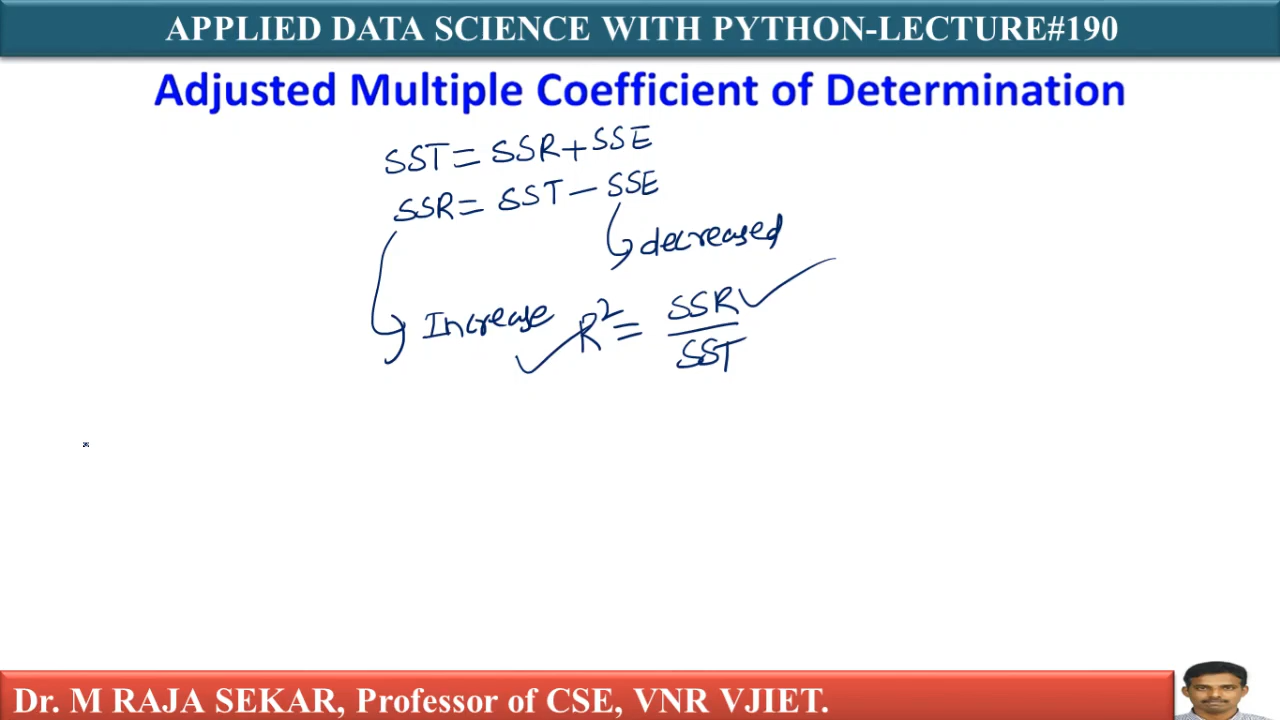 APPLIED DATA SCIENCE WITH PYTHON-LECTURE#190
Adjusted Multiple Coefficient of Determination
SST = SSR + SSE
SSR = SST - SSE
decreased
Increase R² = SSR / SST
Dr. M RAJA SEKAR, Professor of CSE, VNR VJIET.